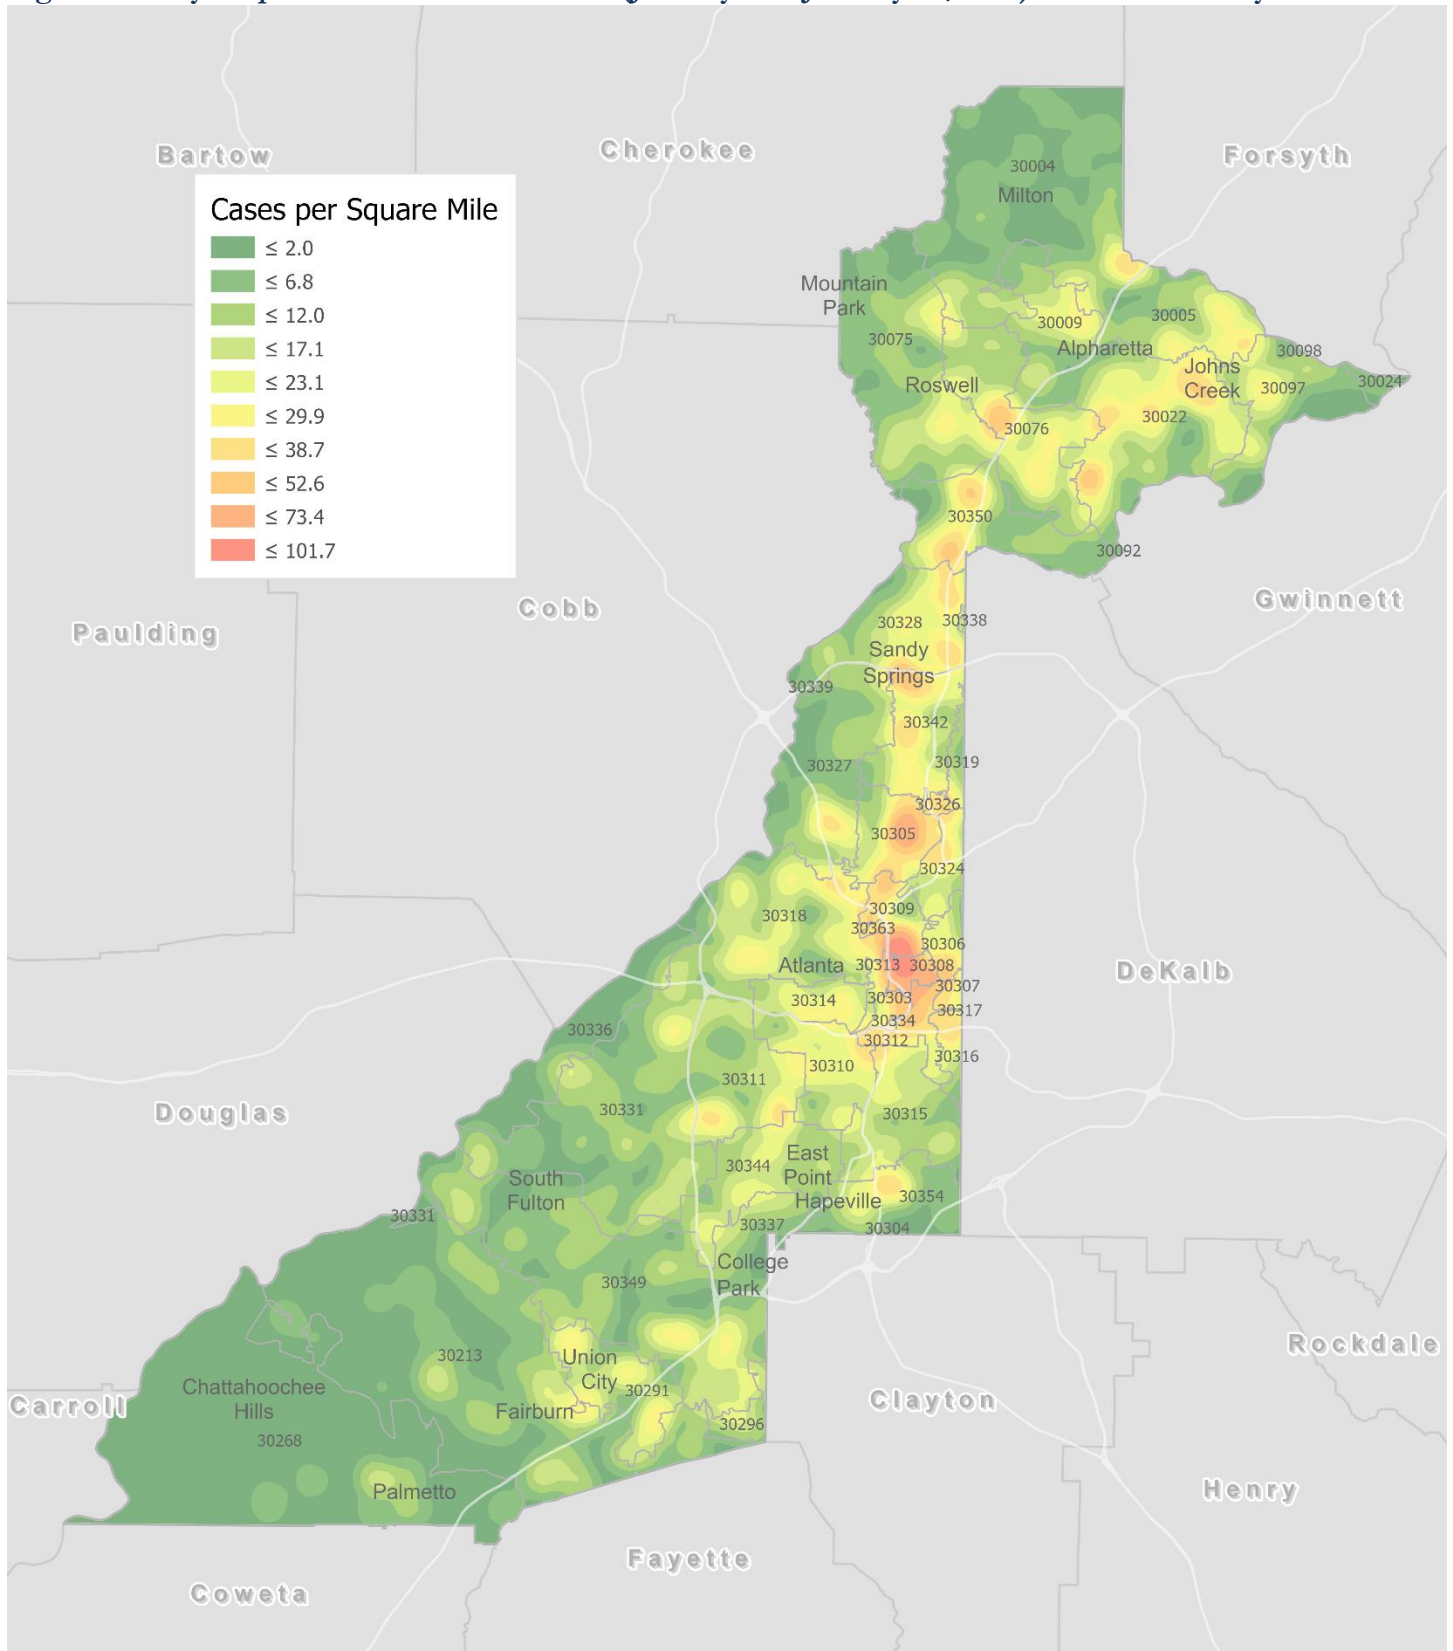 Cherokee
Bartow
Forsyth
30004
Milton
Cases per Square Mile
≤ 2.0
≤ 6.8
≤ 12.0
≤ 17.1
≤ 23.1
≤ 29.9
≤ 38.7
≤ 52.6
≤ 73.4
≤ 101.7
Mountain
Park
30009
30005
30075
Alpharetta
30098
Johns
Creek
30097
30024
Roswell
30022
30076
30350
30092
Cobb
Gwinnett
Paulding
30328
30338
Sandy
Springs
30339
30342
30327
30319
30326
30305
30324
30309
30318
30363
30306
Atlanta
30313
30308
DeKalb
30307
30303
30314
30317
30334
30336
30312
30316
30310
30311
Douglas
30331
30315
East
Point
30344
South
Fulton
Hapeville
30354
30331
30337
30304
College
Park
30349
Rockdale
30213
Union
City
Chattahoochee
Hills
30291
Carroll
Clayton
Fairburn
30296
30268
Palmetto
Henry
Fayette
Coweta